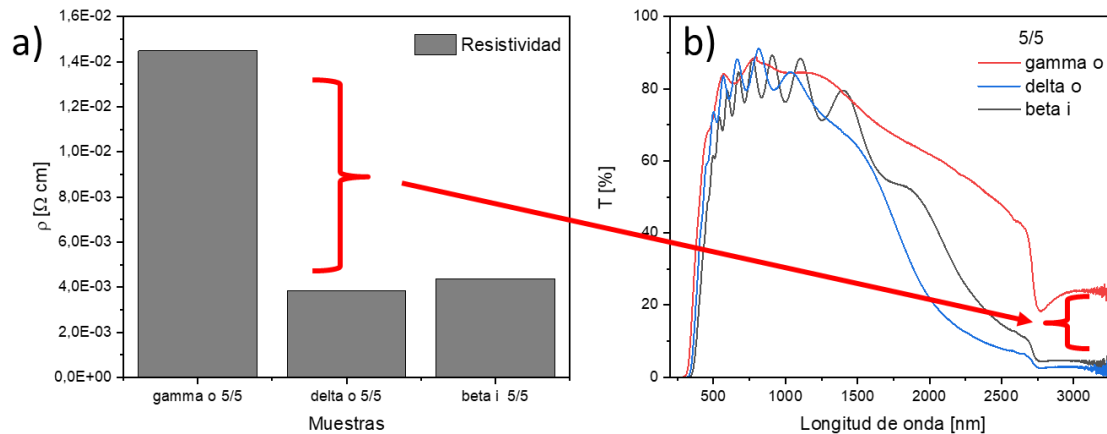 a)
1,6E-02
1,4E-02
1,2E-02
1,0E-02
8,0E-03
6,0E-03
4,0E-03
2,0E-03
0,0E+00
ρ [Ω cm]
Resistividad
gamma o 5/5
delta o 5/5
beta i 5/5
Muestras
b)
100
80
60
40
20
0
T [%]
5/5
gamma o
delta o
beta i
500
1000
1500
2000
2500
3000
Longitud de onda [nm]